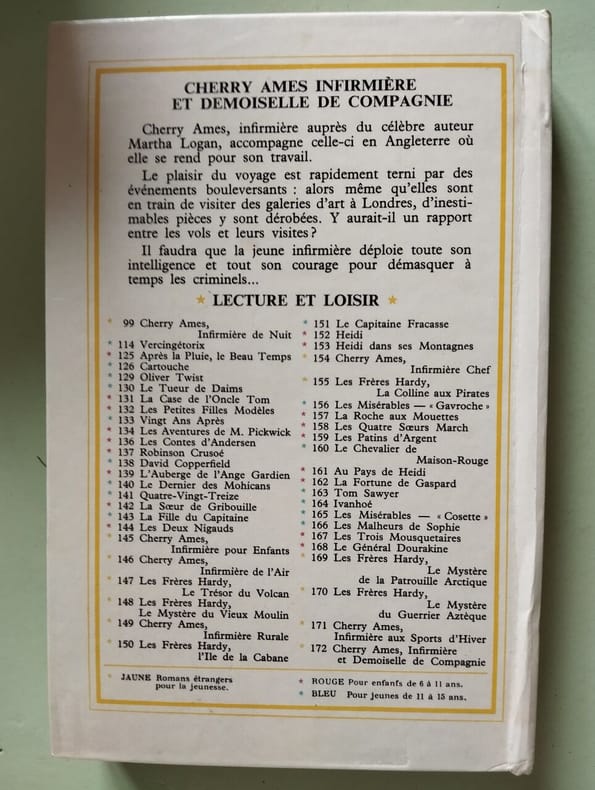 CHERRY AMES INFIRMIÈRE
ET DEMOISELLE DE COMPAGNIE
Cherry Ames, infirmière auprès du célèbre auteur
Martha Logan, accompagne celle-ci en Angleterre où
elle se rend pour son travail.
Le plaisir du voyage est rapidement terni par des
événements bouleversants : alors même qu'elles sont
en train de visiter des galeries d'art à Londres, d'inesti-
mables pièces y sont dérobées. Y aurait-il un rapport
entre les vols et leurs visites ?
Il faudra que la jeune infirmière déploie toute son
intelligence et tout son courage pour démasquer à
temps les criminels...
★ LECTURE ET LOISIR ★
* 99 Cherry Ames,
Infirmière de Nuit
* 114 Vercingétorix
* 125 Après la Pluie, le Beau Temps
* 126 Cartouche
* 129 Oliver Twist
* 130 Le Tueur de Daims
* 131 La Case de l'Oncle Tom
* 132 Les Petites Filles Modèles
* 133 Vingt Ans Après
* 134 Les Aventures de M. Pickwick
* 136 Les Contes d'Andersen
* 137 Robinson Crusoé
* 138 David Copperfield
* 139 L'Auberge de l'Ange Gardien
* 140 Le Dernier des Mohicans
* 141 Quatre-Vingt-Treize
* 142 La Sœur de Gribouille
* 143 La Fille du Capitaine
* 144 Les Deux Nigauds
* 145 Cherry Ames,
Infirmière pour Enfants
* 146 Cherry Ames,
Infirmière de l'Air
* 147 Les Frères Hardy,
Le Trésor du Volcan
* 148 Les Frères Hardy,
Le Mystère du Vieux Moulin
* 149 Cherry Ames,
Infirmière Rurale
* 150 Les Frères Hardy,
l'Ile de la Cabane
* 151 Le Capitaine Fracasse
* 152 Heidi
* 153 Heidi dans ses Montagnes
* 154 Cherry Ames,
Infirmière Chef
* 155 Les Frères Hardy,
La Colline aux Pirates
* 156 Les Misérables — « Gavroche »
* 157 La Roche aux Mouettes
* 158 Les Quatre Sœurs March
* 159 Les Patins d'Argent
* 160 Le Chevalier de
Maison-Rouge
* 161 Au Pays de Heidi
* 162 La Fortune de Gaspard
* 163 Tom Sawyer
* 164 Ivanhoé
* 165 Les Misérables — « Cosette »
* 166 Les Malheurs de Sophie
* 167 Les Trois Mousquetaires
* 168 Le Général Dourakine
* 169 Les Frères Hardy,
Le Mystère
de la Patrouille Arctique
* 170 Les Frères Hardy,
Le Mystère
du Guerrier Aztèque
* 171 Cherry Ames,
Infirmière aux Sports d'Hiver
* 172 Cherry Ames, Infirmière
et Demoiselle de Compagnie
* JAUNE Romans étrangers
pour la jeunesse.
* ROUGE Pour enfants de 6 à 11 ans.
* BLEU Pour jeunes de 11 à 15 ans.